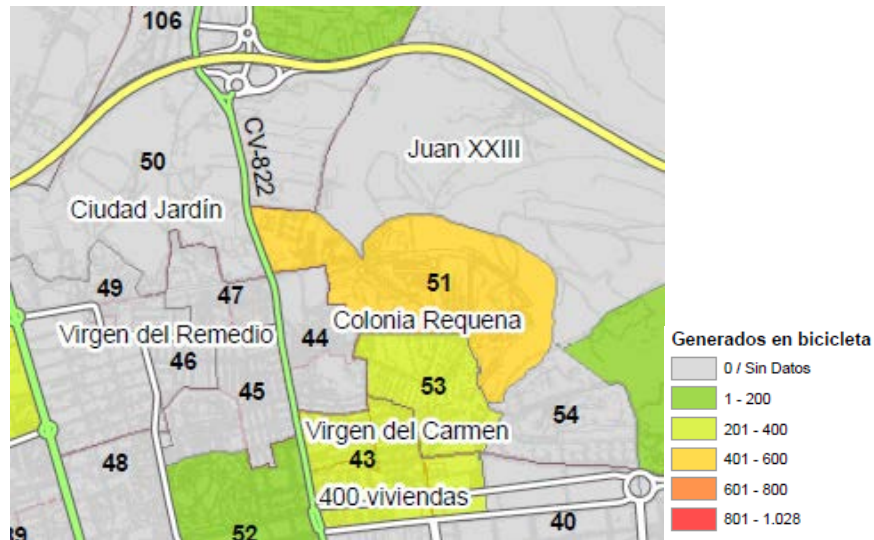 106
CV-822
Juan XXIII
50
Ciudad Jardín
49
47
51
Virgen del Remedio
44
Colonia Requena
46
45
53
54
Virgen del Carmen
43
48
400 viviendas
52
40
Generados en bicicleta
0 / Sin Datos
1 - 200
201 - 400
401 - 600
601 - 800
801 - 1.028